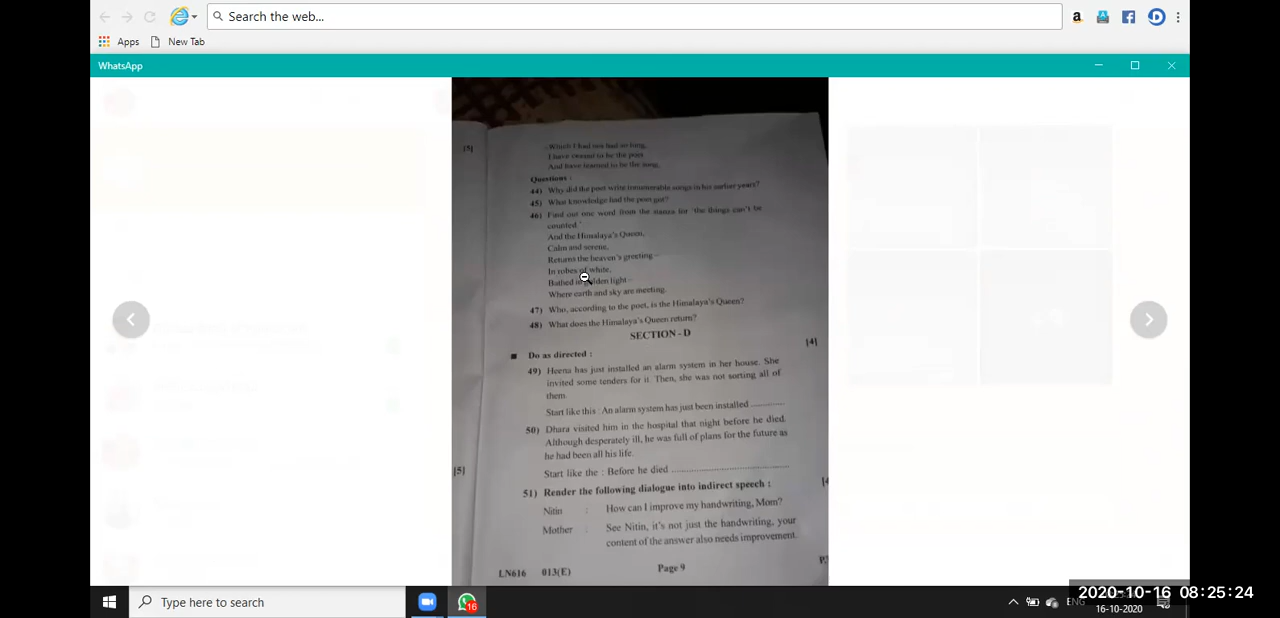 Search the web...
Apps
New Tab
WhatsApp
[5]
Which I had not had so long,
I have ceased to be the poet
And have learned to be the song.
Questions :
44) Why did the poet write innumerable songs in his earlier years?
45) What knowledge had the poet got?
46) Find out one word from the stanza for 'the things can't be
counted.'
And the Himalaya's Queen,
Calm and serene,
Returns the heaven's greeting—
In robes of white,
Bathed in golden light—
Where earth and sky are meeting.
47) Who, according to the poet, is the Himalaya's Queen?
48) What does the Himalaya's Queen return?
SECTION - D
Do as directed :
[4]
49) Heena has just installed an alarm system in her house. She
invited some tenders for it. Then, she was not sorting all of
them.
Start like this : An alarm system has just been installed ............
50) Dhara visited him in the hospital that night before he died.
Although desperately ill, he was full of plans for the future as
he had been all his life.
Start like the : Before he died ........................................
[5]
51) Render the following dialogue into indirect speech :
[4
Nitin : How can I improve my handwriting, Mom?
Mother : See Nitin, it's not just the handwriting, your
content of the answer also needs improvement.
LN616 013(E) Page 9
Type here to search
16
ENG
2020-10-16 08:25:24
16-10-2020